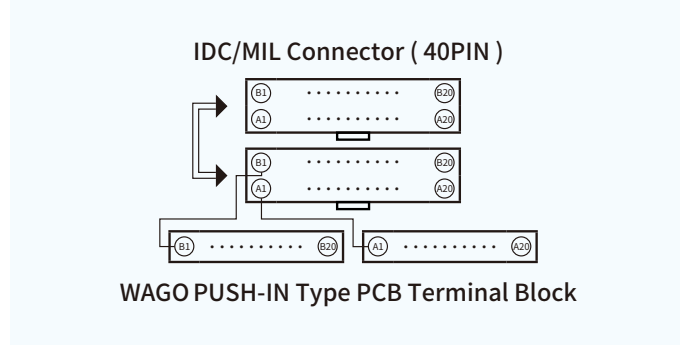 IDC/MIL Connector ( 40PIN )
B1 B20
A1 A20
B1 B20
A1 A20
B1 B20 A1 A20
WAGO PUSH-IN Type PCB Terminal Block